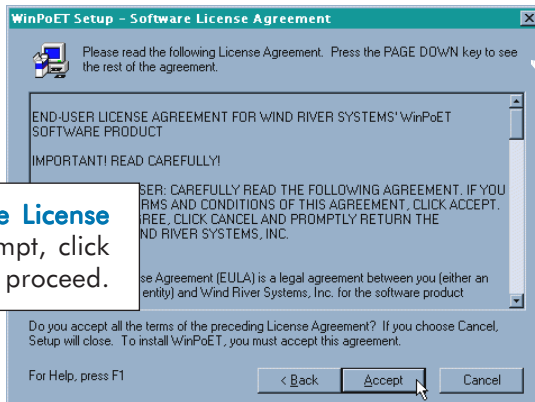 WinPoET Setup - Software License Agreement
Please read the following License Agreement. Press the PAGE DOWN key to see
the rest of the agreement.
END-USER LICENSE AGREEMENT FOR WIND RIVER SYSTEMS' WinPoET
SOFTWARE PRODUCT
IMPORTANT! READ CAREFULLY!
SER: CAREFULLY READ THE FOLLOWING AGREEMENT. IF YOU
RMS AND CONDITIONS OF THIS AGREEMENT, CLICK ACCEPT.
GREE, CLICK CANCEL AND PROMPTLY RETURN THE
ND RIVER SYSTEMS, INC.
se Agreement (EULA) is a legal agreement between you (either an
entity) and Wind River Systems, Inc. for the software product
e License
mpt, click
proceed.
Do you accept all the terms of the preceding License Agreement? If you choose Cancel,
Setup will close. To install WinPoET, you must accept this agreement.
For Help, press F1
< Back
Accept
Cancel